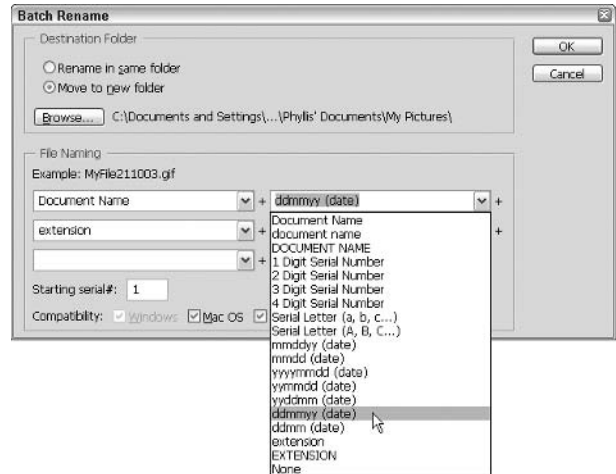 Batch Rename
Destination Folder
OK
Rename in same folder
Move to new folder
Cancel
Browse... C:\Documents and Settings\...\Phyllis' Documents\My Pictures\
File Naming
Example: MyFile211003.gif
Document Name + ddmmyy (date) +
extension + +
+
Document Name
document name
DOCUMENT NAME
1 Digit Serial Number
2 Digit Serial Number
3 Digit Serial Number
4 Digit Serial Number
Serial Letter (a, b, c...)
Serial Letter (A, B, C...)
mmddyy (date)
mmdd (date)
yyyymmdd (date)
yymmdd (date)
yyddmm (date)
ddmmyy (date)
ddmm (date)
extension
EXTENSION
None
Starting serial#: 1
Compatibility: Windows Mac OS